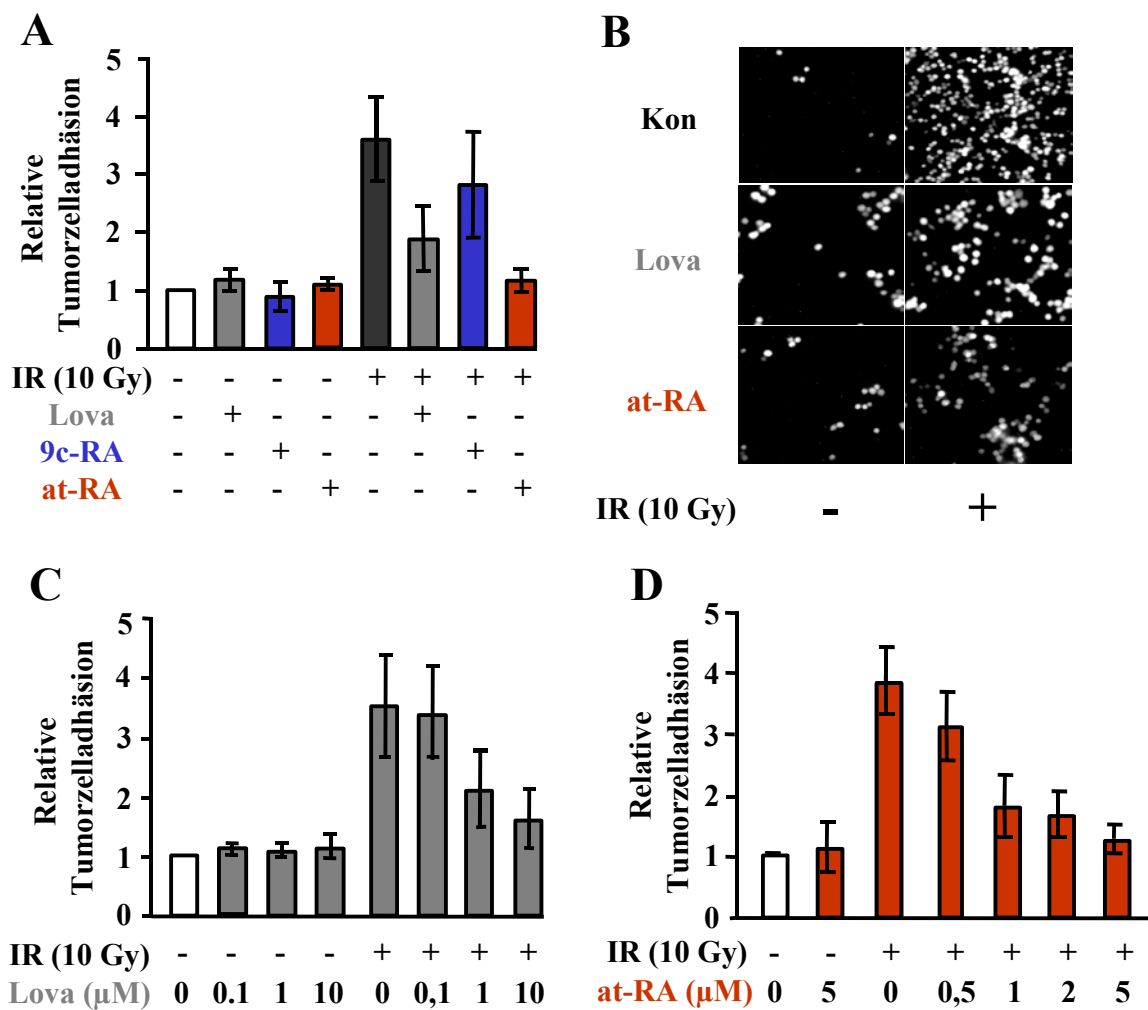 A
Relative
Tumorzelladhäsion
5
4
3
2
1
0
IR (10 Gy) - - - - + + + +
Lova - + - - - + - -
9c-RA - - + - - - + -
at-RA - - - + - - - +
B
Kon
Lova
at-RA
IR (10 Gy) - +
C
Relative
Tumorzelladhäsion
5
4
3
2
1
0
IR (10 Gy) - - - - + + + +
Lova (µM) 0 0.1 1 10 0 0,1 1 10
D
Relative
Tumorzelladhäsion
5
4
3
2
1
0
IR (10 Gy) - - + + + + +
at-RA (µM) 0 5 0 0,5 1 2 5